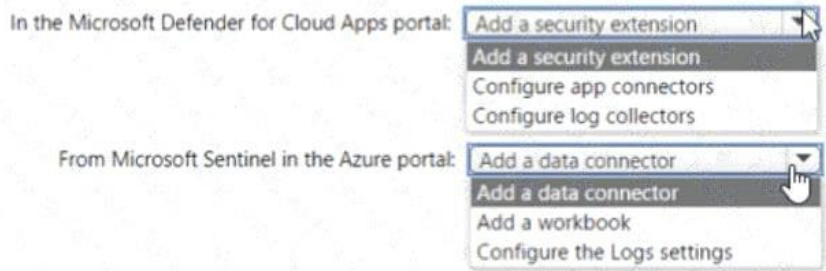 In the Microsoft Defender for Cloud Apps portal: Add a security extension
Add a security extension
Configure app connectors
Configure log collectors
From Microsoft Sentinel in the Azure portal: Add a data connector
Add a data connector
Add a workbook
Configure the Logs settings